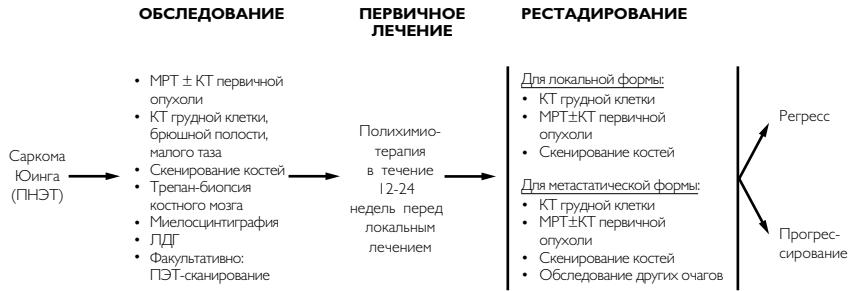 ОБСЛЕДОВАНИЕ
ПЕРВИЧНОЕ
ЛЕЧЕНИЕ
РЕСТАДИРОВАНИЕ
Саркома
Юинга
(ПНЭТ)
• МРТ ± КТ первичной
опухоли
• КТ грудной клетки,
брюшной полости,
малого таза
• Скенирование костей
• Трепан-биопсия
костного мозга
• Миелосцинтиграфия
• ЛДГ
• Факультативно:
ПЭТ-сканирование
Полихимио-
терапия
в течение
12-24
недель перед
локальным
лечением
Для локальной формы:
• КТ грудной клетки
• МРТ±КТ первичной
опухоли
• Скенирование костей
Для метастатической формы:
• КТ грудной клетки
• МРТ±КТ первичной
опухоли
• Скенирование костей
• Обследование других очагов
Регресс
Прогрес-
сирование